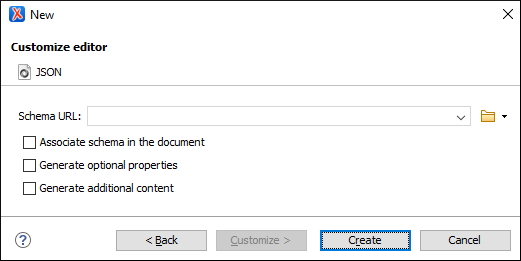 New
Customize editor
JSON
Schema URL:
Associate schema in the document
Generate optional properties
Generate additional content
? < Back Customize > Create Cancel